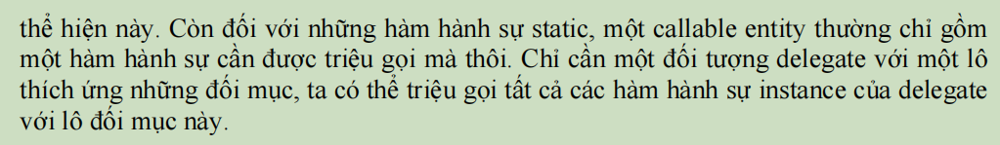 thể hiện này. Còn đối với những hàm hành sự static, một callable entity thường chỉ gồm
một hàm hành sự cần được triệu gọi mà thôi. Chỉ cần một đối tượng delegate với một lô
thích ứng những đối mục, ta có thể triệu gọi tất cả các hàm hành sự instance của delegate
với lô đối mục này.